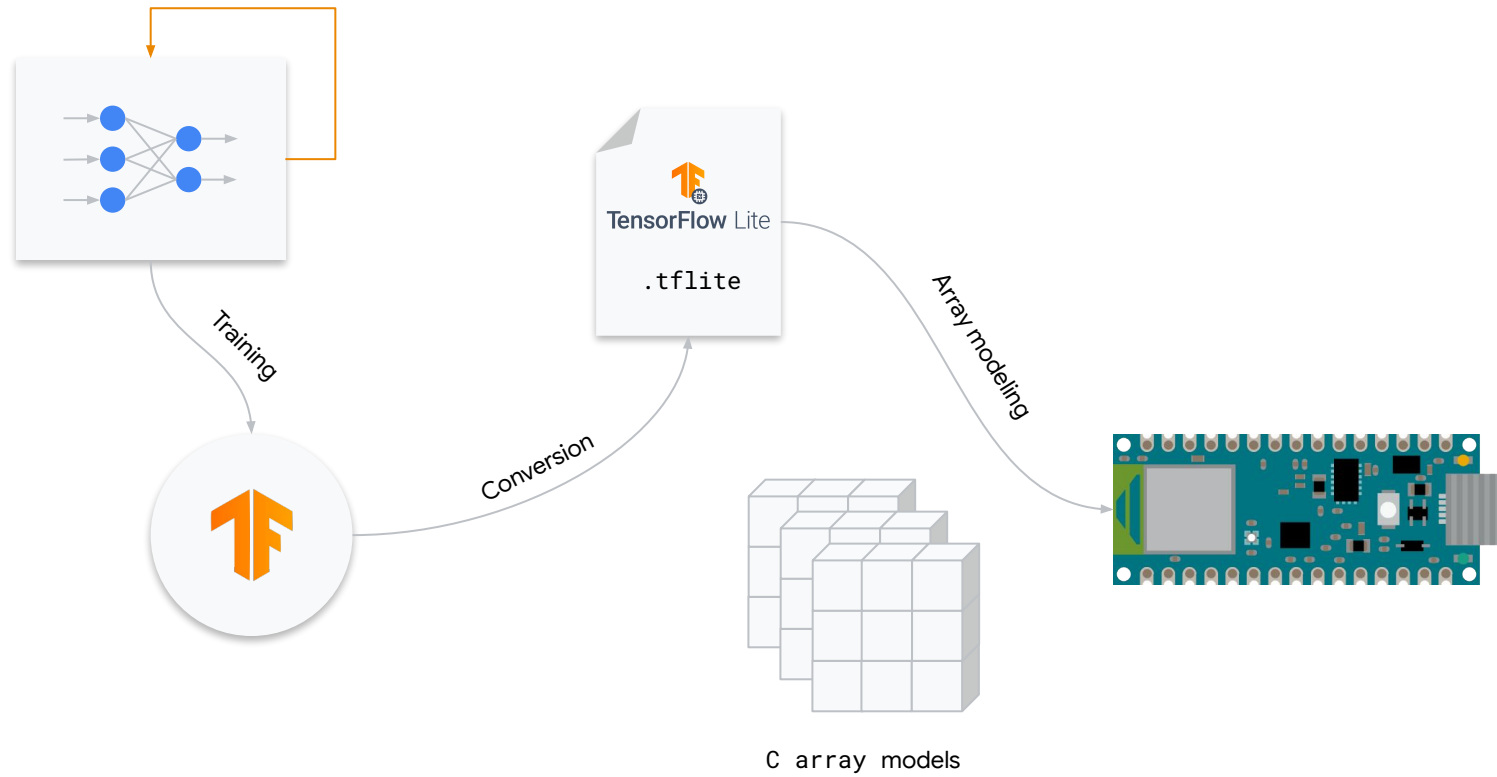 Training
Conversion
TensorFlow Lite
.tflite
Array modeling
C array models